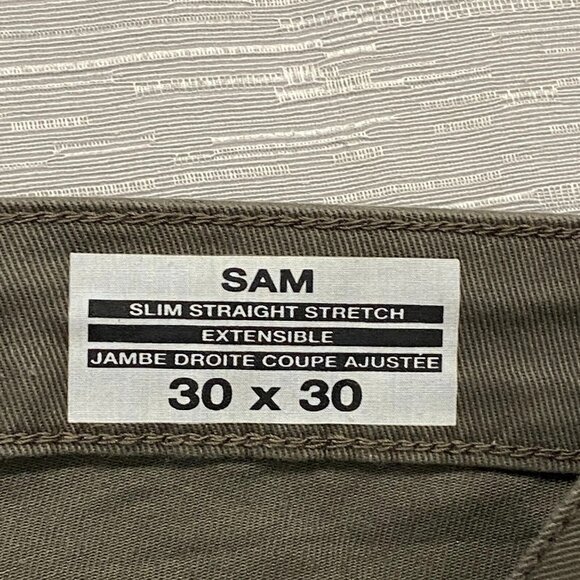 SAM
SLIM STRAIGHT STRETCH
EXTENSIBLE
JAMBE DROITE COUPE AJUSTÉE
30 x 30